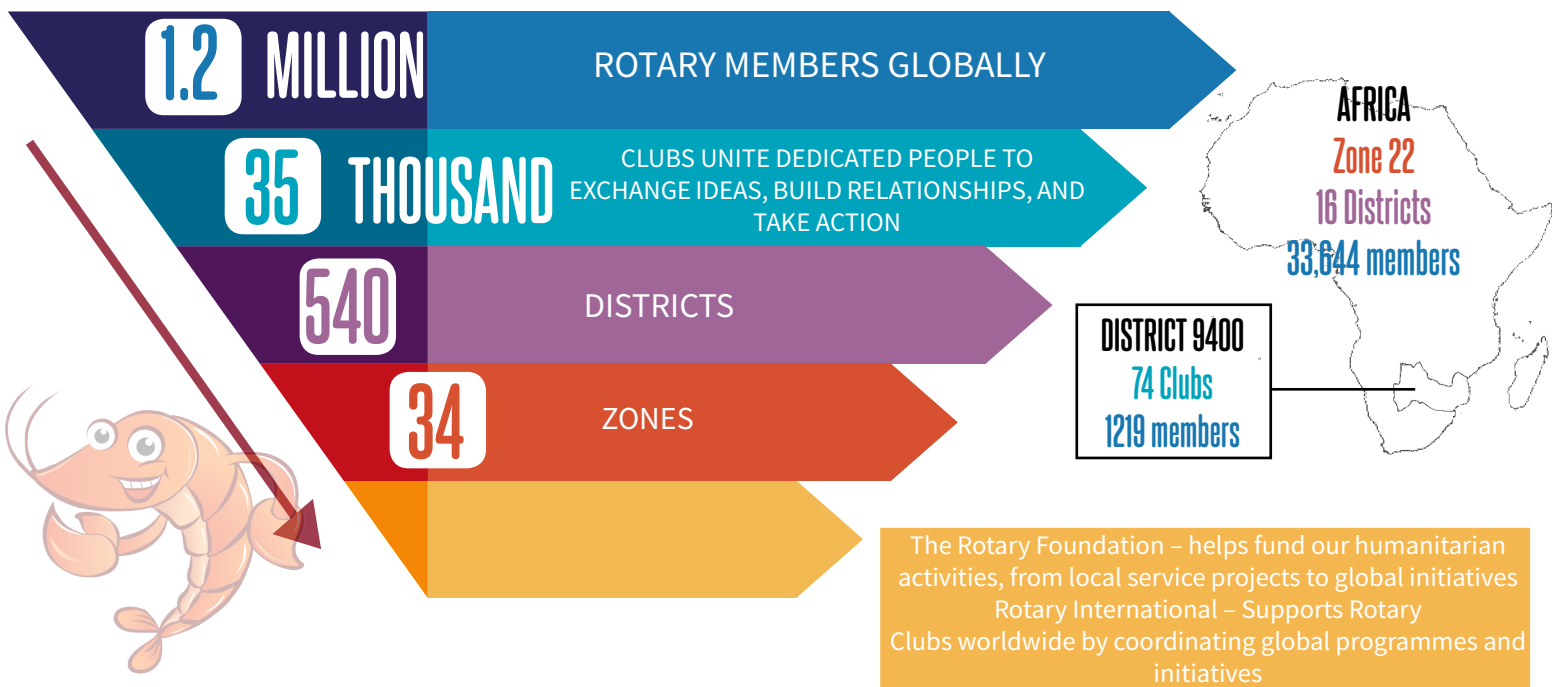 1.2 MILLION
ROTARY MEMBERS GLOBALLY
35 THOUSAND
CLUBS UNITE DEDICATED PEOPLE TO
EXCHANGE IDEAS, BUILD RELATIONSHIPS, AND
TAKE ACTION
540
DISTRICTS
34
ZONES
AFRICA
Zone 22
16 Districts
33,644 members
DISTRICT 9400
74 Clubs
1219 members
The Rotary Foundation – helps fund our humanitarian
activities, from local service projects to global initiatives
Rotary International – Supports Rotary
Clubs worldwide by coordinating global programmes and
initiatives